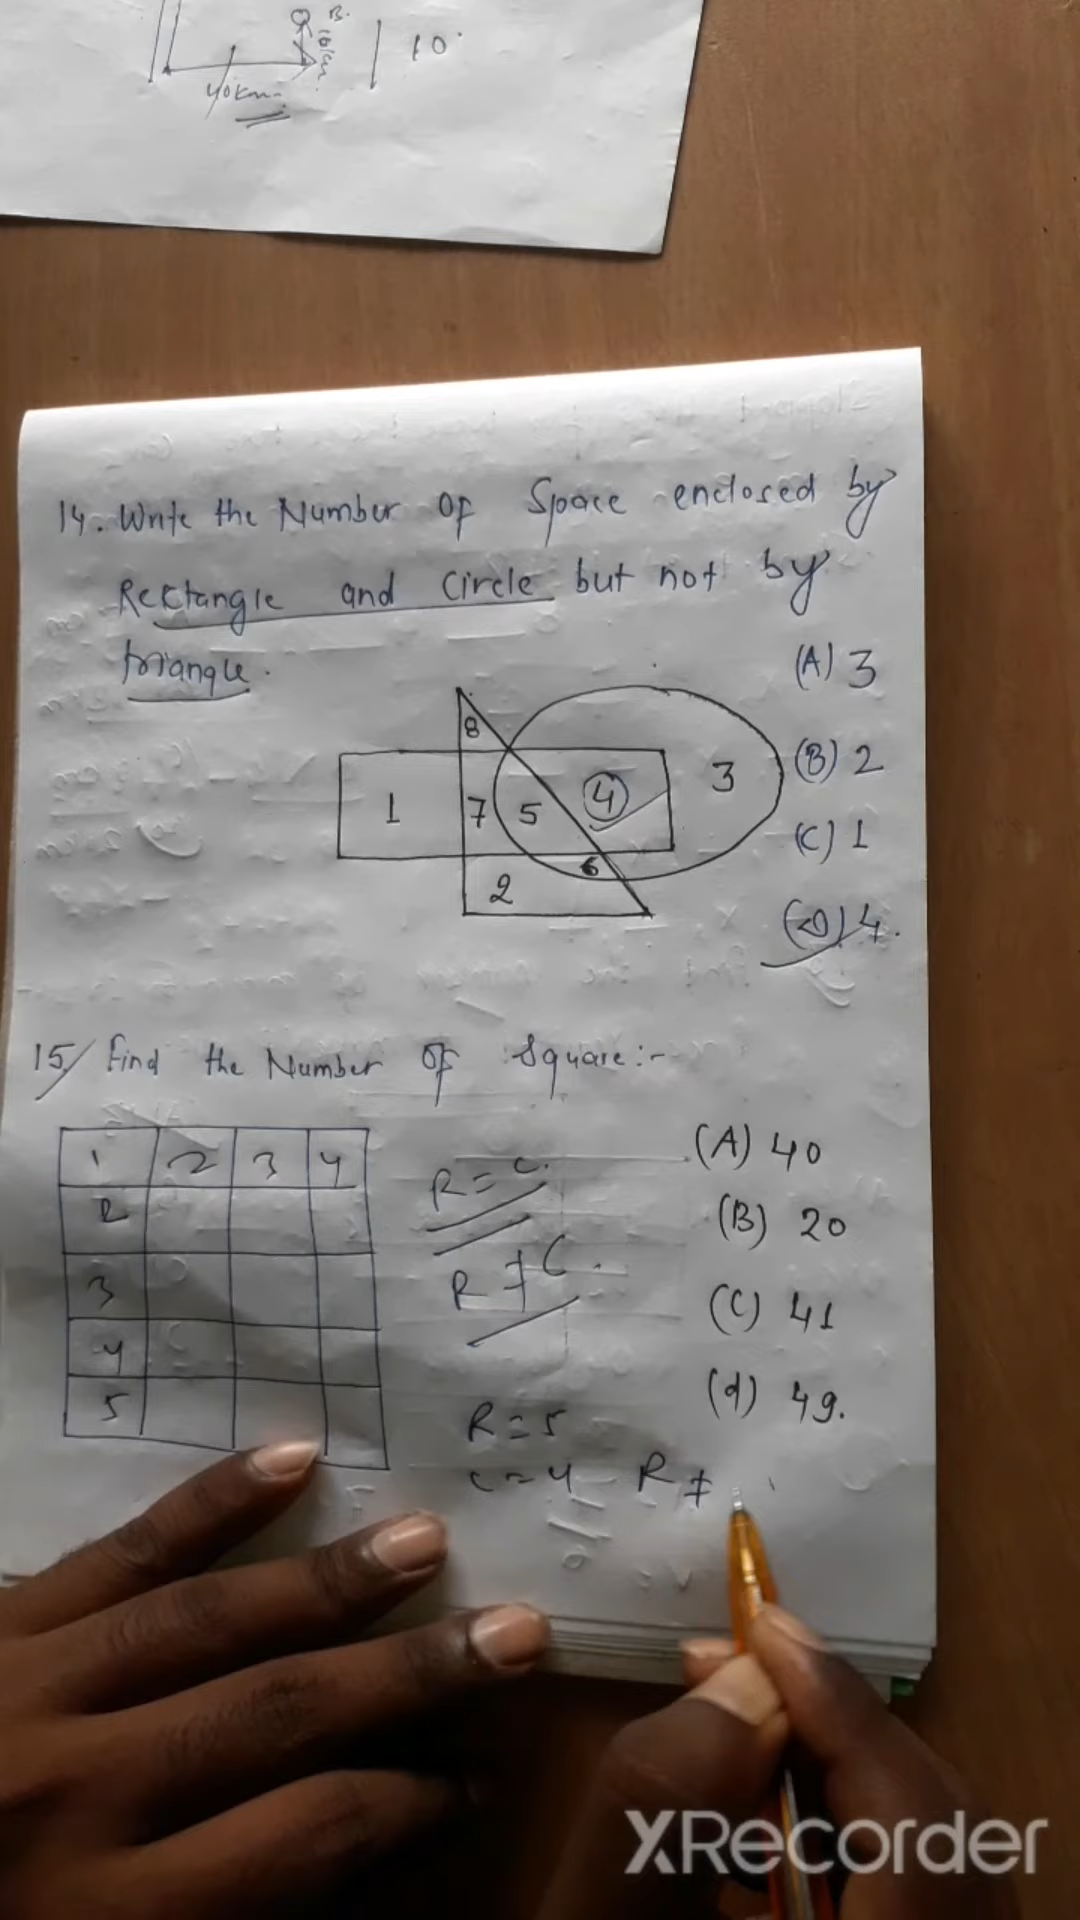 B.
10km
10
40km
14. Write the Number of Space enclosed by
Rectangle and circle but not by
triangle.
(A) 3
(B) 2
(C) 1
(D) 4.
8
1
7
5
4
3
6
2
15/ Find the Number of Square:-
1 2 3 4
2
3
4
5
R = C.
R ≠ C.
R = 5
C = 4 R ≠
(A) 40
(B) 20
(C) 41
(d) 49.
XRecorder